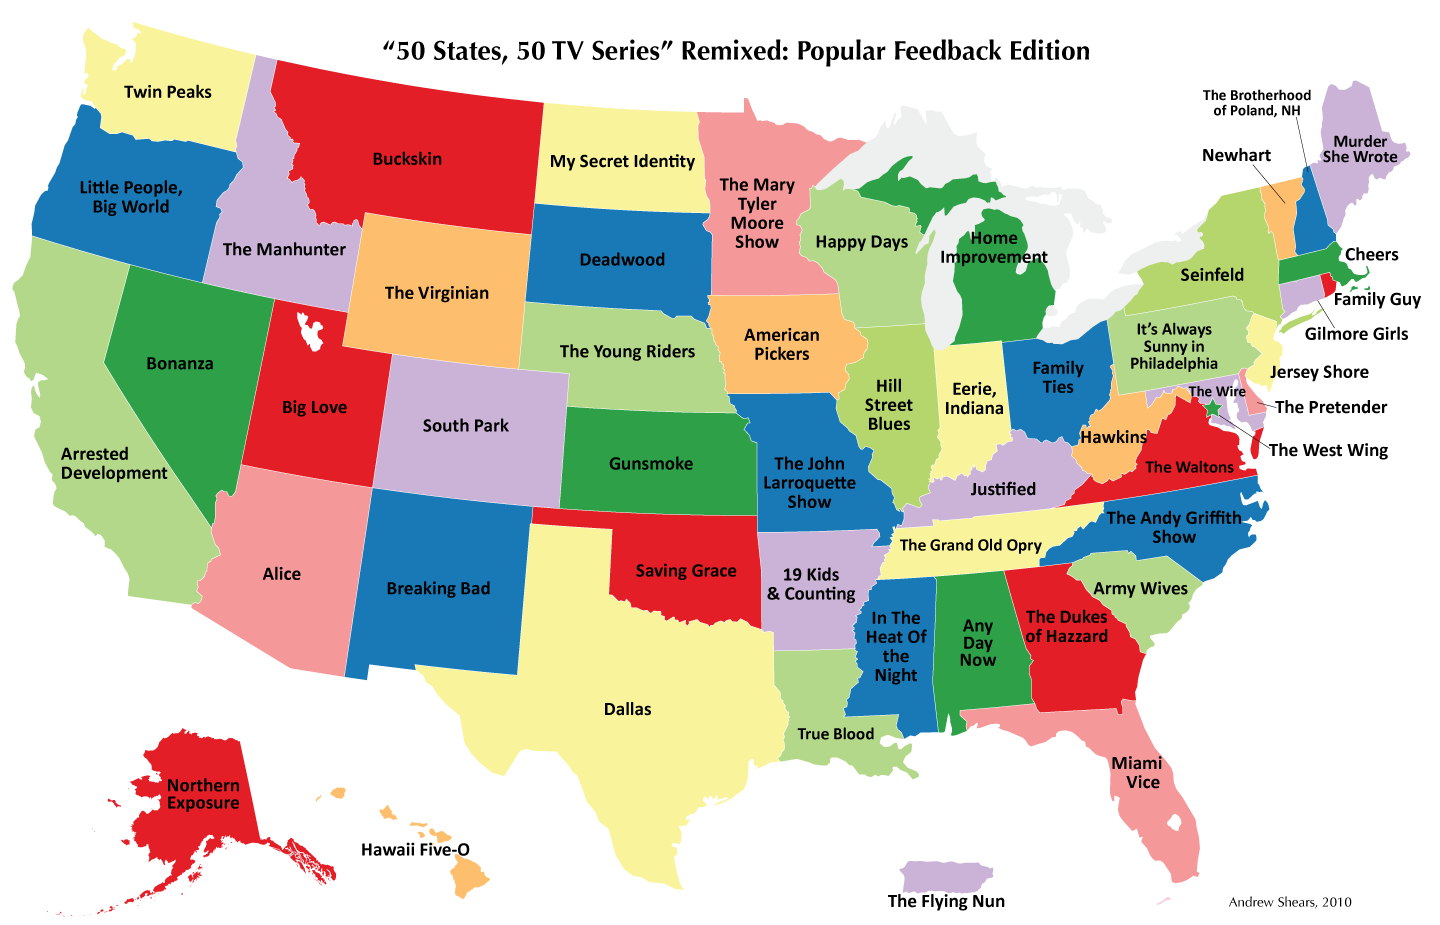 “50 States, 50 TV Series” Remixed: Popular Feedback Edition
Twin Peaks
Little People,
Big World
The Manhunter
Buckskin
The Virginian
My Secret Identity
Deadwood
The Young Riders
The Mary
Tyler
Moore
Show
Happy Days
Home
Improvement
The Brotherhood
of Poland, NH
Newhart
Murder
She Wrote
Cheers
Seinfeld
Family Guy
Gilmore Girls
It's Always
Sunny in
Philadelphia
Jersey Shore
The Wire
The Pretender
The West Wing
American
Pickers
Hill
Street
Blues
Eerie,
Indiana
Family
Ties
Hawkins
The Waltons
Bonanza
Big Love
South Park
Gunsmoke
The John
Larroquette
Show
Justified
Arrested
Development
The Andy Griffith
Show
The Grand Old Opry
Alice
Breaking Bad
Saving Grace
19 Kids
& Counting
Army Wives
In The
Heat Of
the
Night
Any
Day
Now
The Dukes
of Hazzard
Dallas
True Blood
Miami
Vice
Northern
Exposure
Hawaii Five-O
The Flying Nun
Andrew Shears, 2010